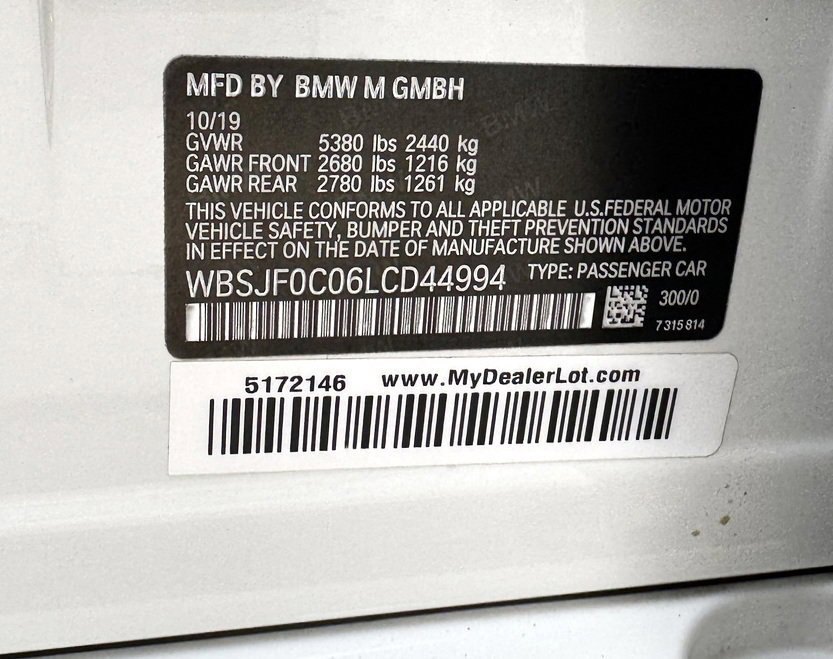 MFD BY BMW M GMBH
10/19
GVWR 5380 lbs 2440 kg
GAWR FRONT 2680 lbs 1216 kg
GAWR REAR 2780 lbs 1261 kg
THIS VEHICLE CONFORMS TO ALL APPLICABLE U.S.FEDERAL MOTOR
VEHICLE SAFETY, BUMPER AND THEFT PREVENTION STANDARDS
IN EFFECT ON THE DATE OF MANUFACTURE SHOWN ABOVE.
WBSJF0C06LCD44994 TYPE: PASSENGER CAR
300/0
7315814
5172146 www.MyDealerLot.com